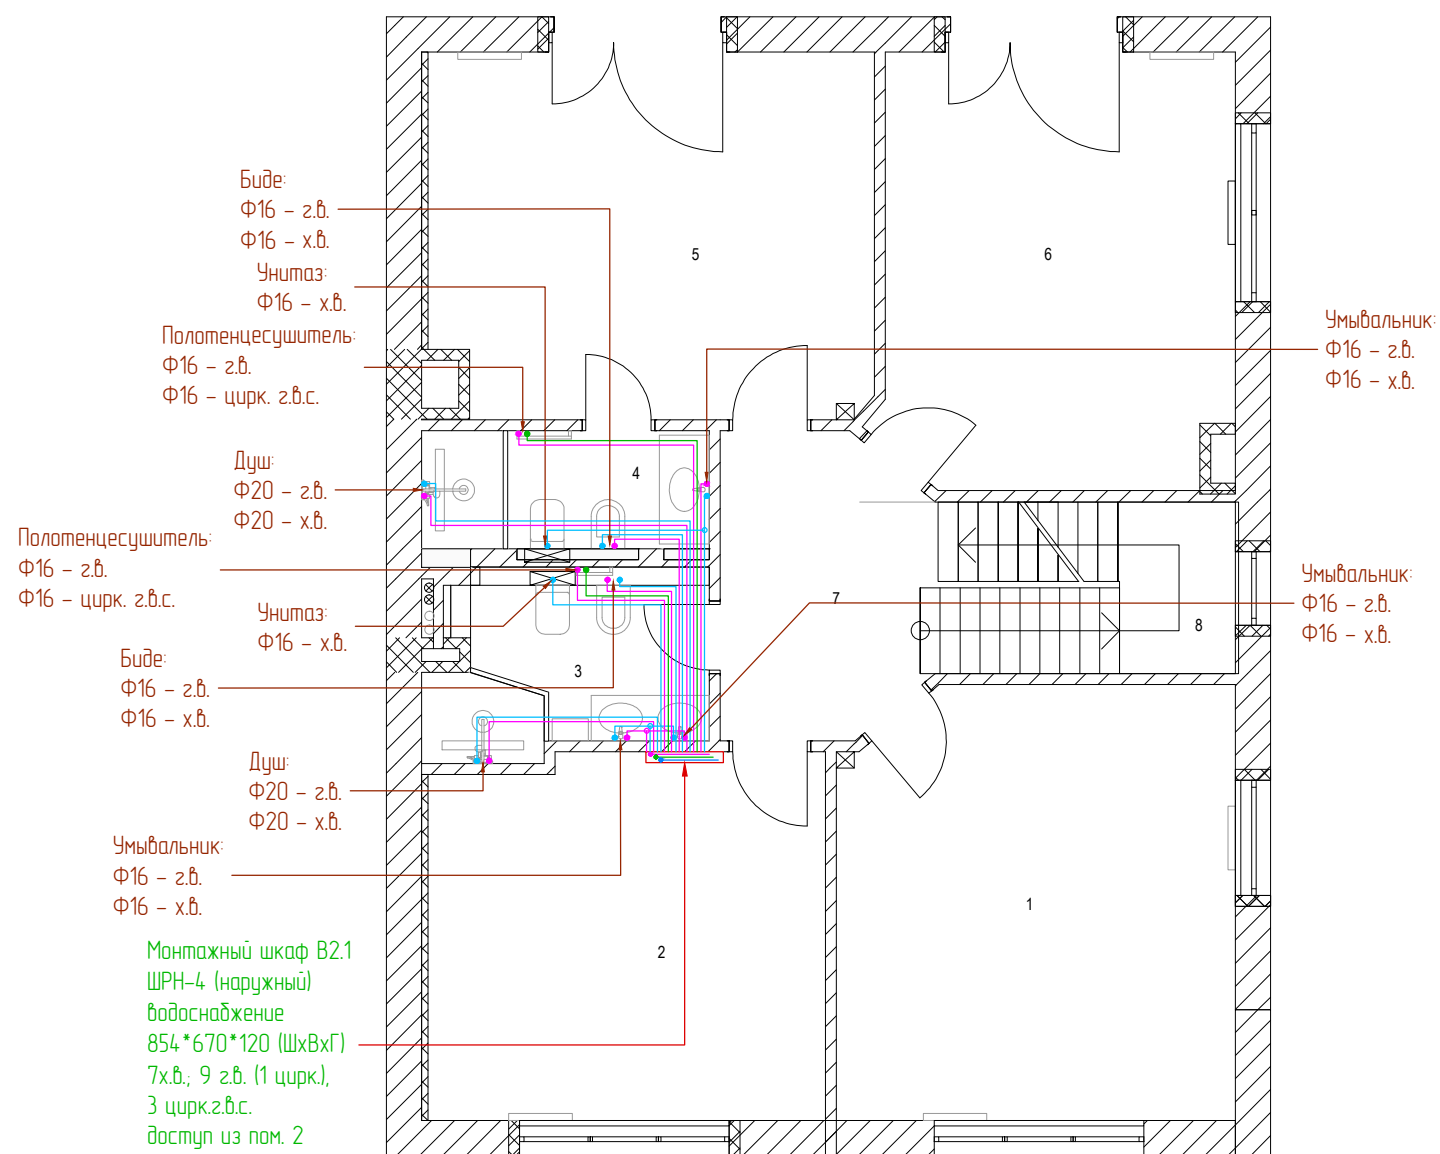 Биде:
Ф16 – г.в.
Ф16 – х.в.
Унитаз:
Ф16 – х.в.
Полотенцесушитель:
Ф16 – г.в.
Ф16 – цирк. г.в.с.
Душ:
Ф20 – г.в.
Ф20 – х.в.
Полотенцесушитель:
Ф16 – г.в.
Ф16 – цирк. г.в.с.
Унитаз:
Ф16 – х.в.
Биде:
Ф16 – г.в.
Ф16 – х.в.
Душ:
Ф20 – г.в.
Ф20 – х.в.
Умывальник:
Ф16 – г.в.
Ф16 – х.в.
Монтажный шкаф В2.1
ШРН–4 (наружный)
водоснабжение
854*670*120 (ШхВхГ)
7х.в.; 9 г.в. (1 цирк.),
3 цирк.г.в.с.
доступ из пом. 2
5
6
4
3
7
8
2
1
Умывальник:
Ф16 – г.в.
Ф16 – х.в.
Умывальник:
Ф16 – г.в.
Ф16 – х.в.